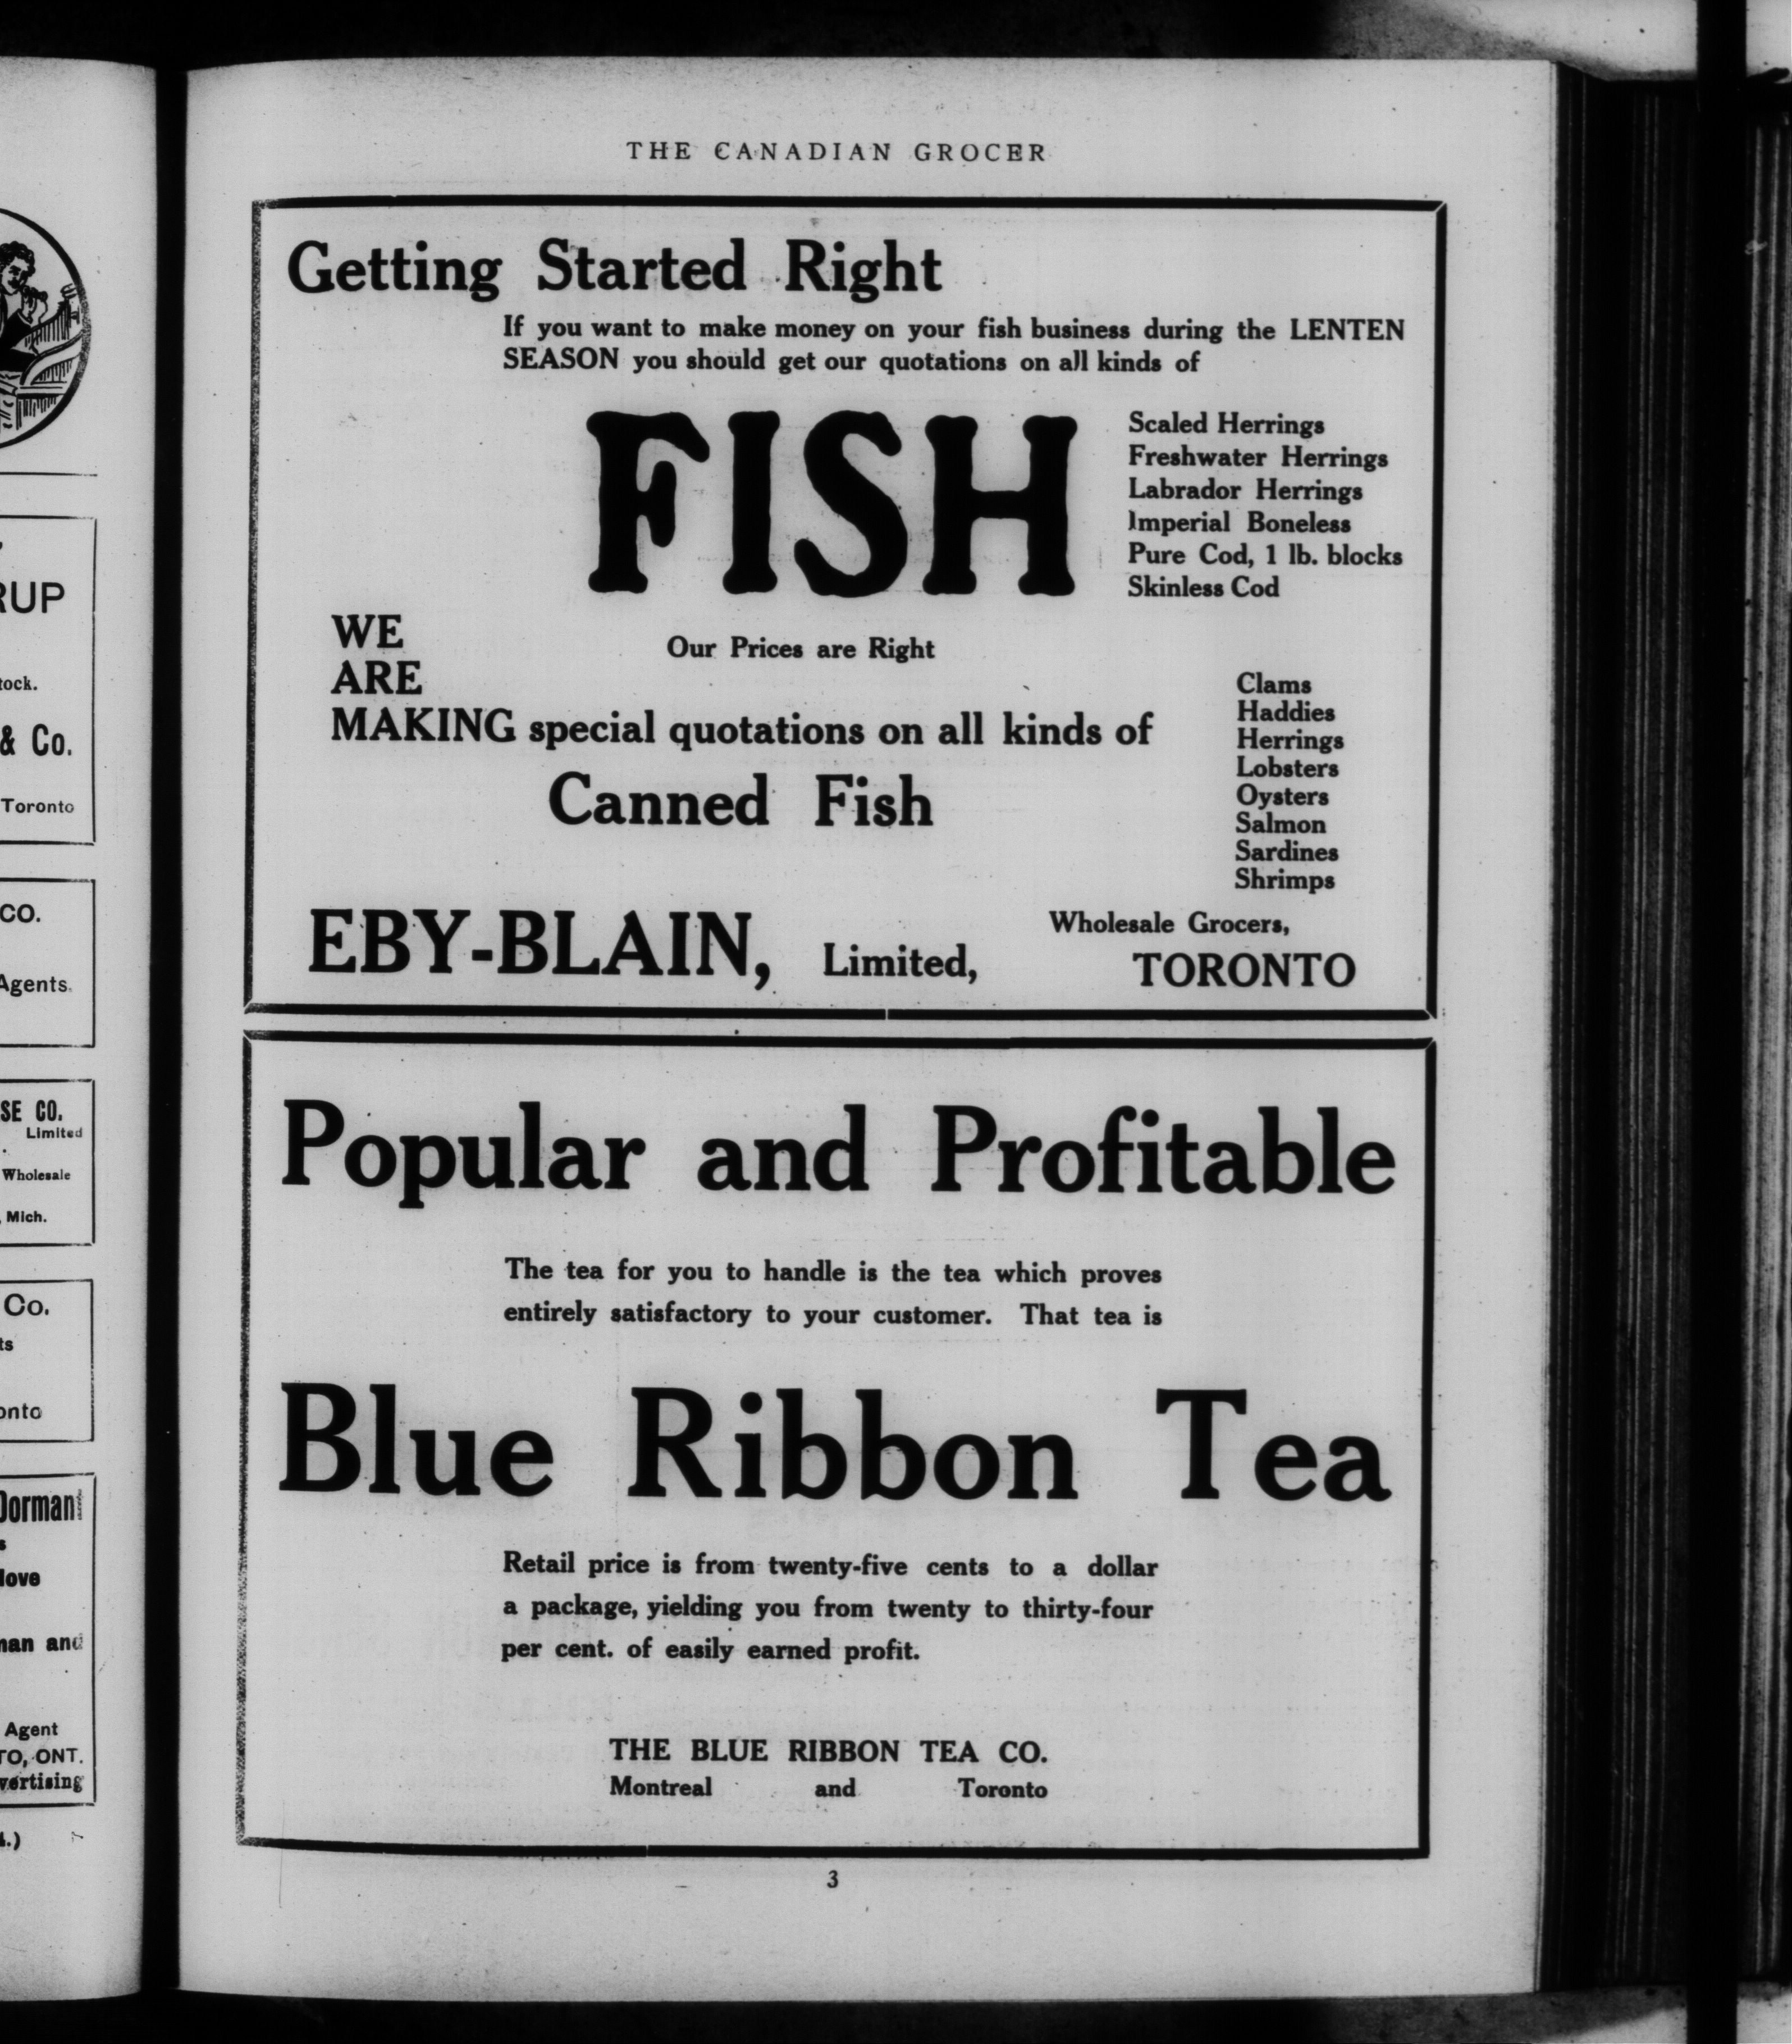 RUP
tock.
& Co.
Toronto
CO.
Agents.
SE CO.
Limited
Wholesale
, Mich.
Co.
ts
onto
Dorman
s
love
man and
Agent
TO, ONT.
vertising
THE CANADIAN GROCER
Getting Started Right
If you want to make money on your fish business during the LENTEN
SEASON you should get our quotations on all kinds of
FISH
Scaled Herrings
Freshwater Herrings
Labrador Herrings
Imperial Boneless
Pure Cod, 1 lb. blocks
Skinless Cod
Our Prices are Right
WE
ARE
MAKING special quotations on all kinds of
Canned Fish
Clams
Haddies
Herrings
Lobsters
Oysters
Salmon
Sardines
Shrimps
EBY-BLAIN, Limited,
Wholesale Grocers,
TORONTO
Popular and Profitable
The tea for you to handle is the tea which proves
entirely satisfactory to your customer. That tea is
Blue Ribbon Tea
Retail price is from twenty-five cents to a dollar
a package, yielding you from twenty to thirty-four
per cent. of easily earned profit.
THE BLUE RIBBON TEA CO.
Montreal and Toronto
3